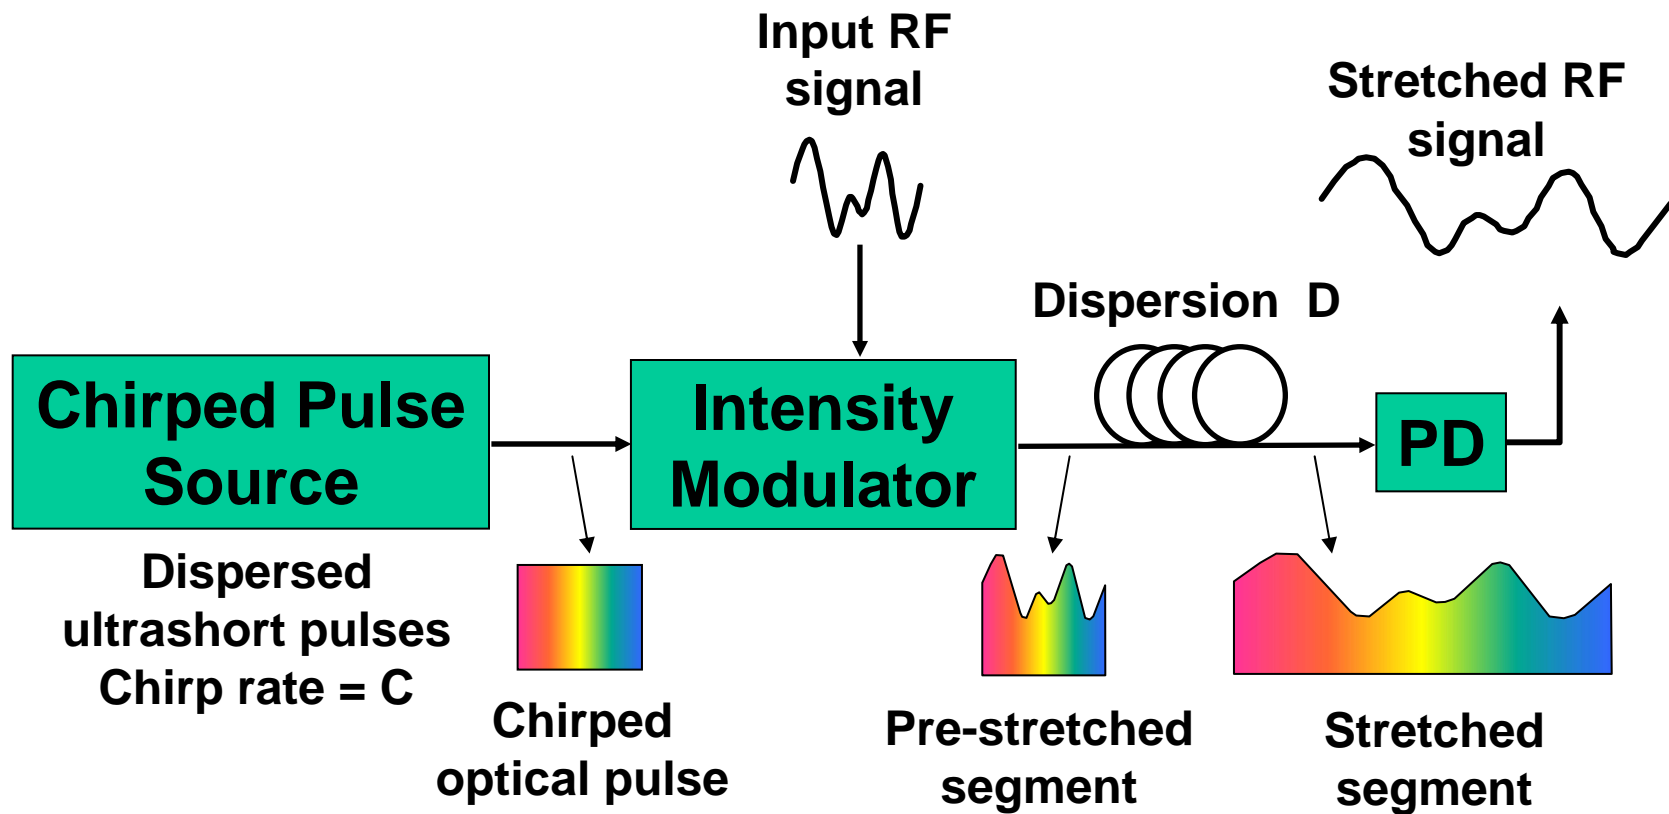 Input RF
signal
Stretched RF
signal
Dispersion D
Chirped Pulse
Source
Intensity
Modulator
PD
Dispersed
ultrashort pulses
Chirp rate = C
Chirped
optical pulse
Pre-stretched
segment
Stretched
segment